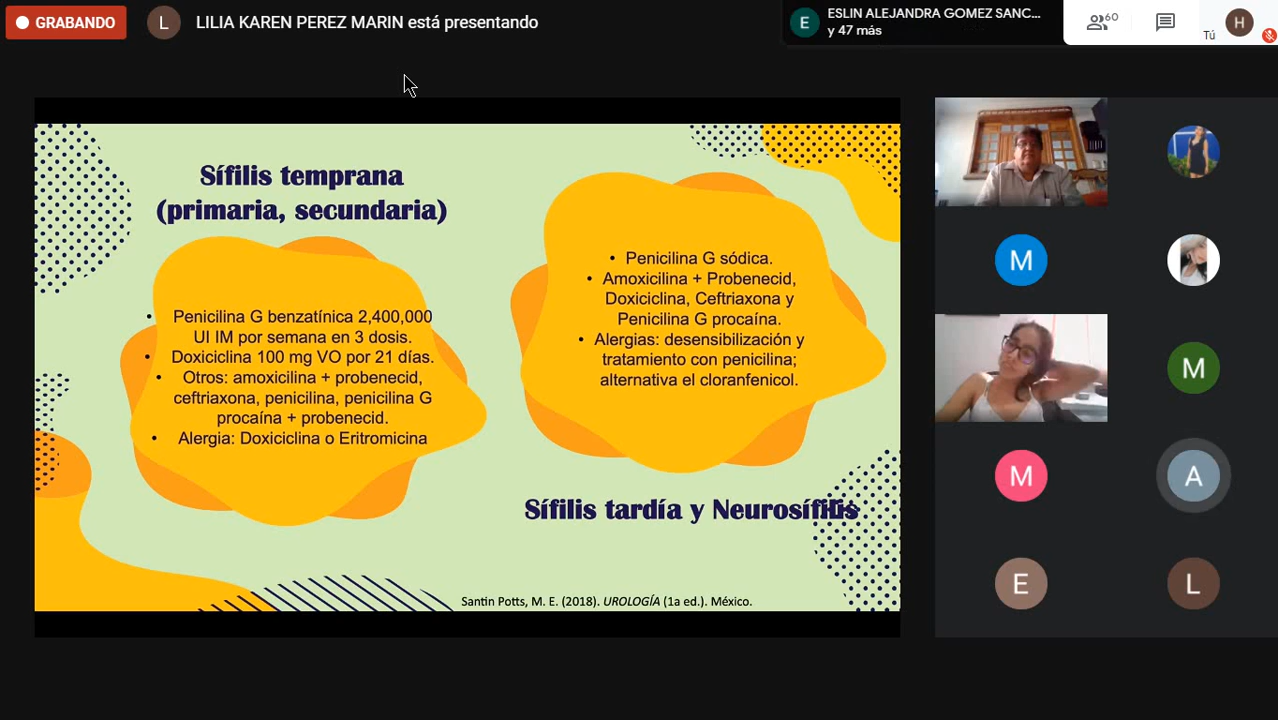 GRABANDO
L
LILIA KAREN PEREZ MARIN está presentando
E
ESLIN ALEJANDRA GOMEZ SANC...
y 47 más
60
Tú
H
Sífilis temprana
(primaria, secundaria)
• Penicilina G benzatínica 2,400,000
UI IM por semana en 3 dosis.
• Doxiciclina 100 mg VO por 21 días.
• Otros: amoxicilina + probenecid,
ceftriaxona, penicilina, penicilina G
procaína + probenecid.
• Alergia: Doxiciclina o Eritromicina
• Penicilina G sódica.
• Amoxicilina + Probenecid,
Doxiciclina, Ceftriaxona y
Penicilina G procaína.
• Alergias: desensibilización y
tratamiento con penicilina;
alternativa el cloranfenicol.
Sífilis tardía y Neurosífilis
Santin Potts, M. E. (2018). UROLOGÍA (1a ed.). México.
M
M
M
A
E
L